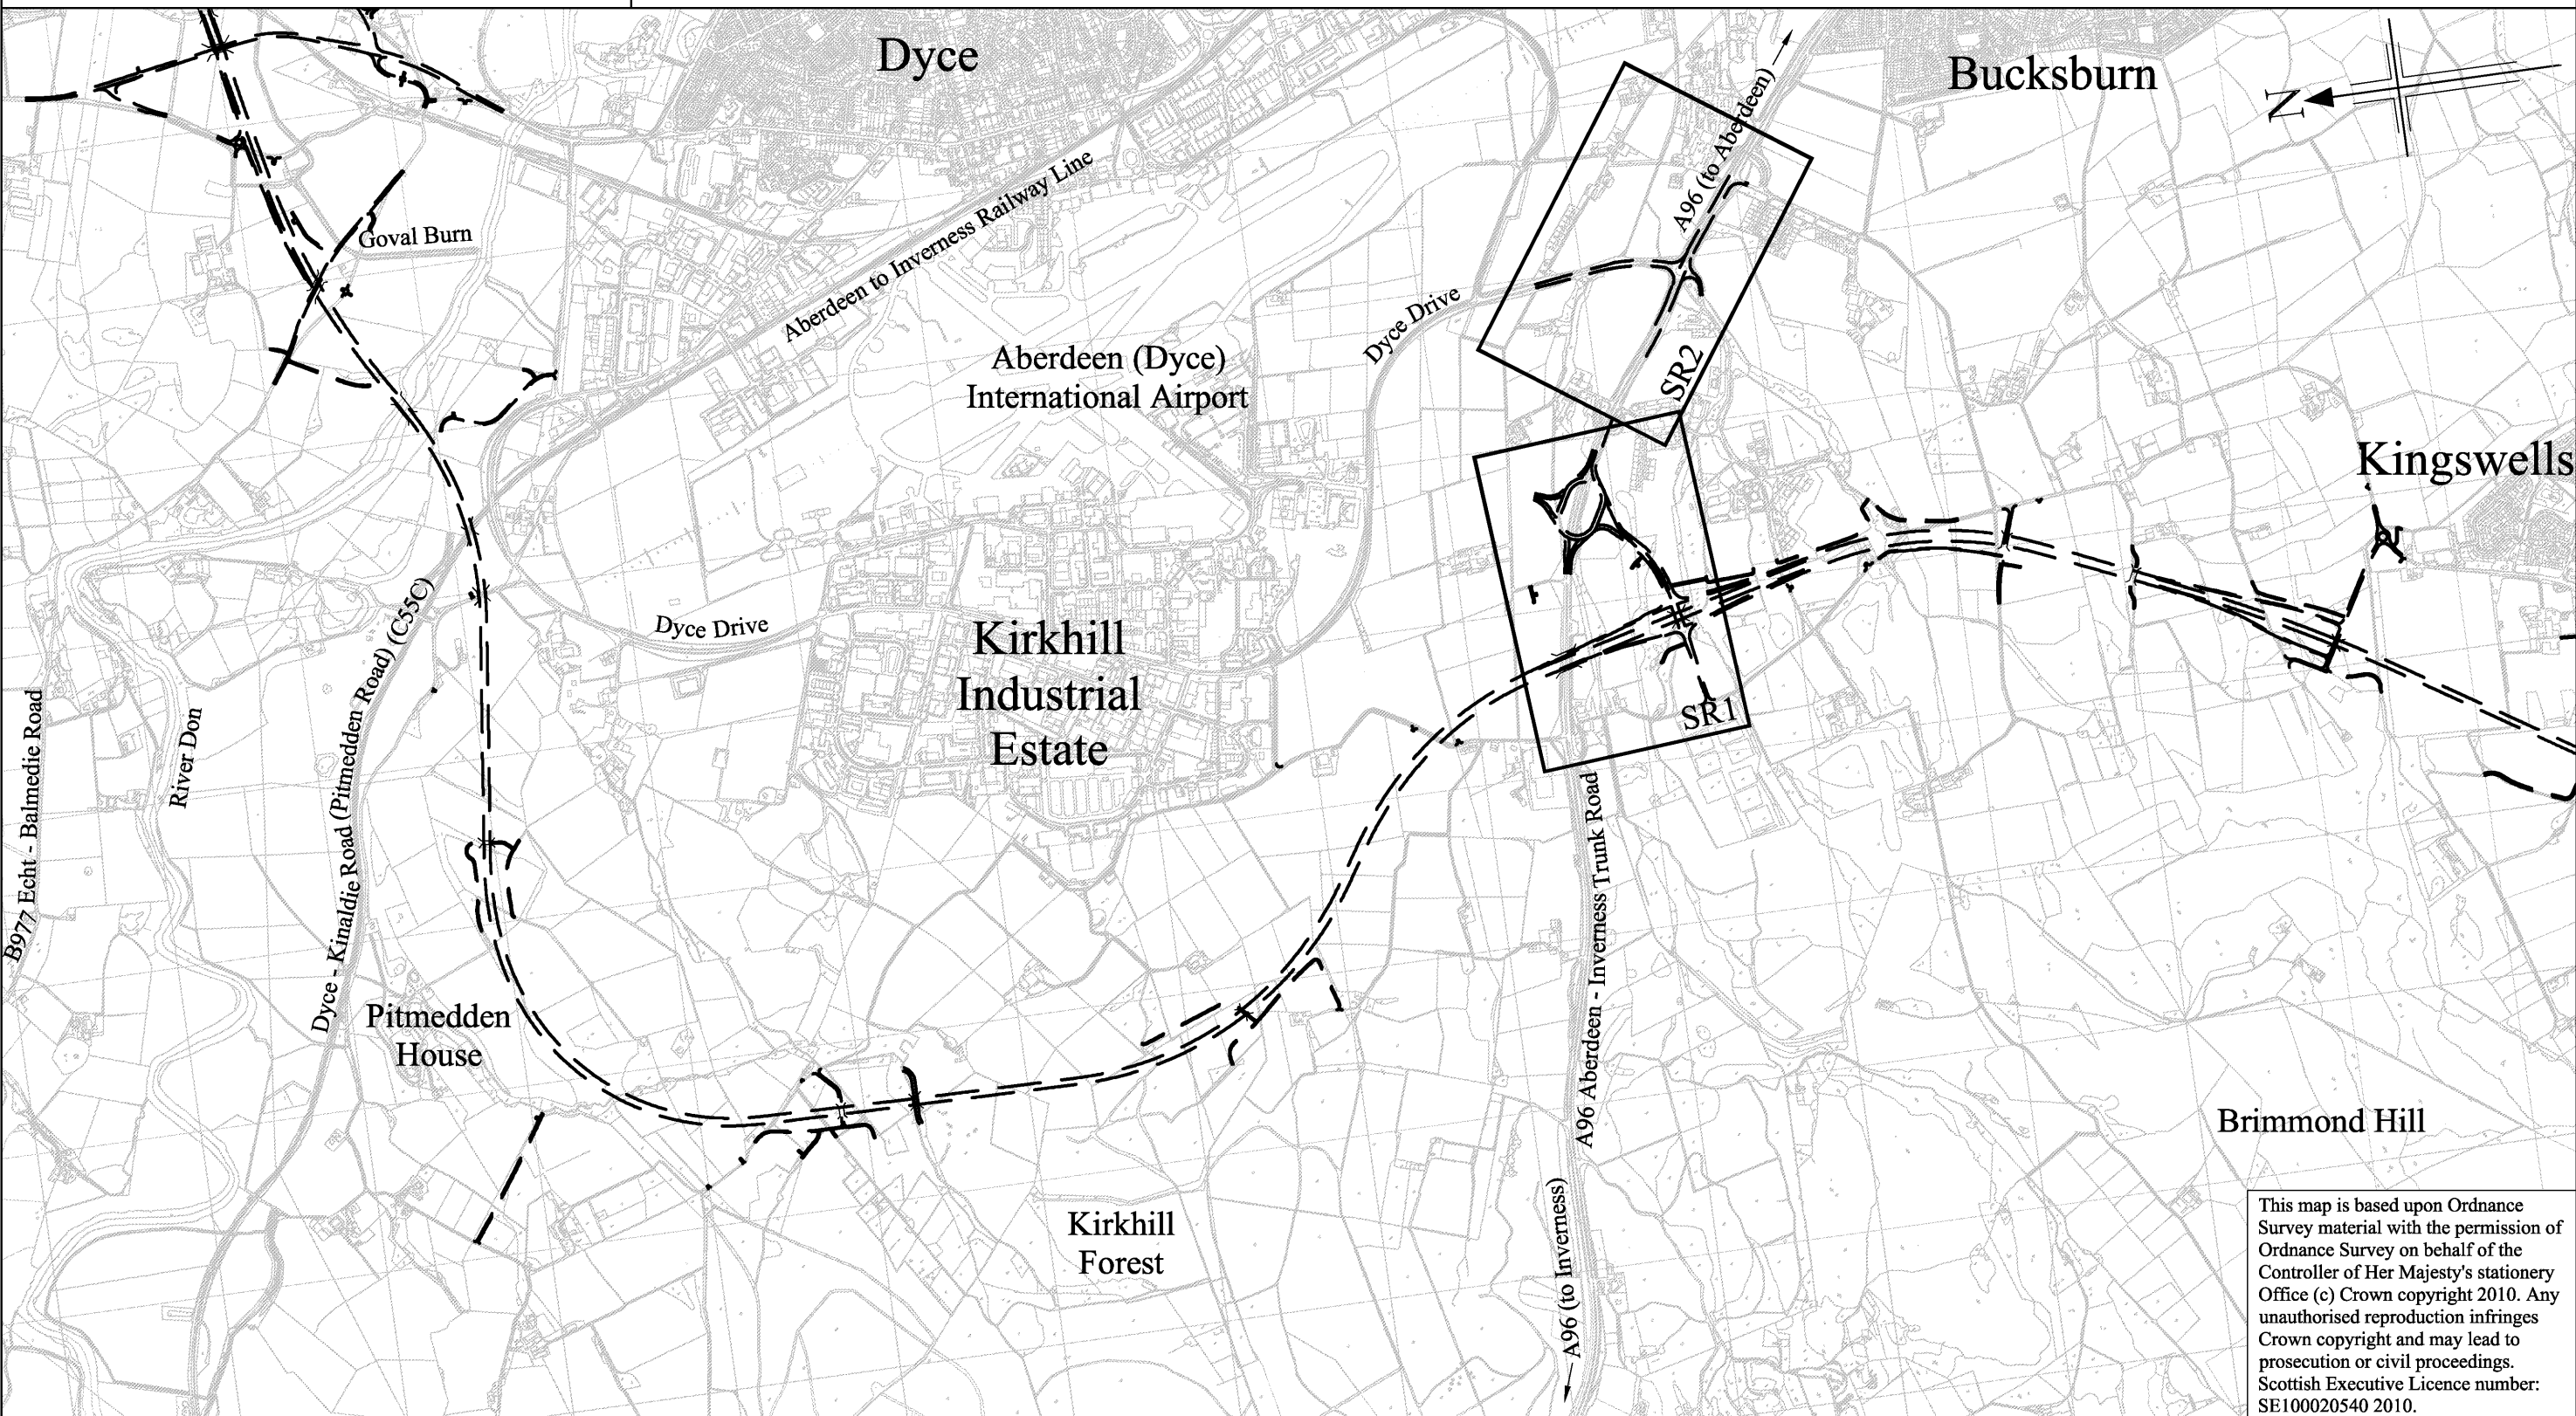 Dyce
Bucksburn
N
A96 (to Aberdeen)
Goval Burn
Aberdeen to Inverness Railway Line
Dyce Drive
Aberdeen (Dyce)
International Airport
SR2
Kingswells
Dyce Drive
Kirkhill
Industrial
Estate
SR1
B977 Echt - Balmedie Road
River Don
Dyce - Kinaldie Road (Pitmedden Road) (C55C)
A96 Aberdeen - Inverness Trunk Road
Pitmedden
House
Brimmond Hill
Kirkhill
Forest
A96 (to Inverness)
This map is based upon Ordnance
Survey material with the permission of
Ordnance Survey on behalf of the
Controller of Her Majesty's stationery
Office (c) Crown copyright 2010. Any
unauthorised reproduction infringes
Crown copyright and may lead to
prosecution or civil proceedings.
Scottish Executive Licence number:
SE100020540 2010.